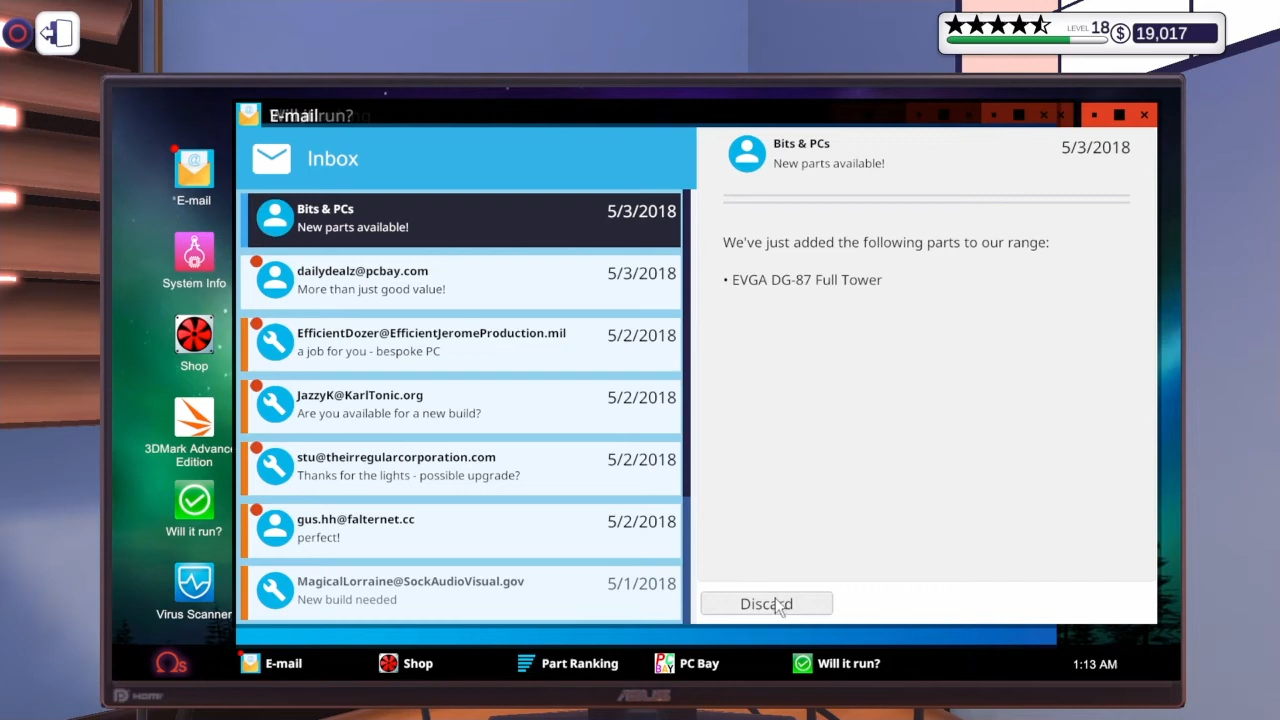 LEVEL 18 $ 19,017
E-mail
Inbox
Bits & PCs
New parts available!
5/3/2018
Bits & PCs
New parts available!
5/3/2018
dailydealz@pcbay.com
More than just good value!
5/3/2018
EfficientDozer@EfficientJeromeProduction.mil
a job for you - bespoke PC
5/2/2018
JazzyK@KarlTonic.org
Are you available for a new build?
5/2/2018
stu@theirregularcorporation.com
Thanks for the lights - possible upgrade?
5/2/2018
gus.hh@falternet.cc
perfect!
5/2/2018
MagicalLorraine@SockAudioVisual.gov
New build needed
5/1/2018
We've just added the following parts to our range:
• EVGA DG-87 Full Tower
Discard
E-mail
System Info
Shop
3DMark Advance
Edition
Will it run?
Virus Scanner
Ωs
E-mail
Shop
Part Ranking
PC BAY
PC Bay
Will it run?
1:13 AM
HDMI
ASUS